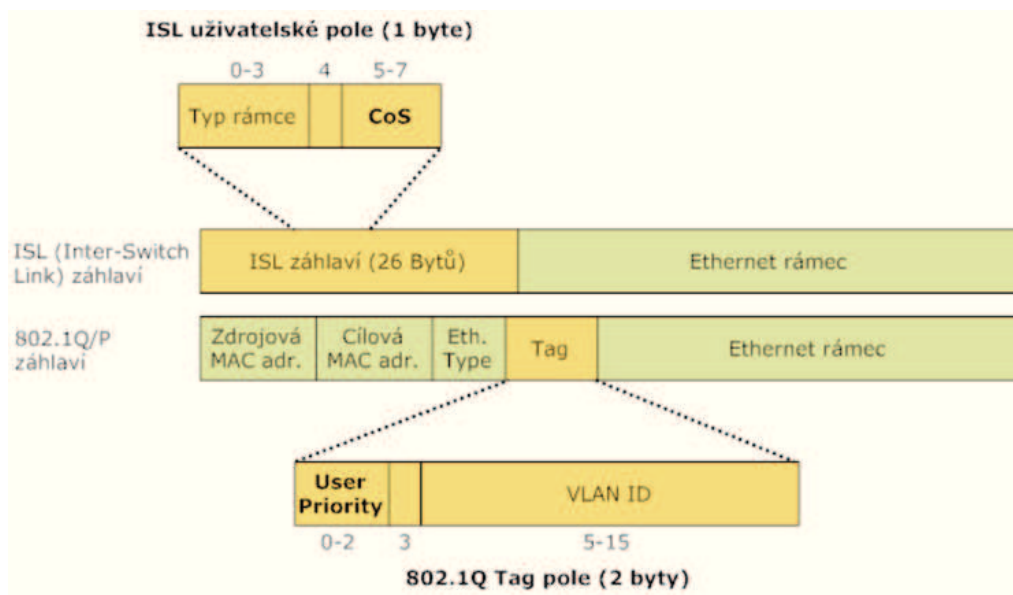 ISL uživatelské pole (1 byte)
0-3 4 5-7
Typ rámce CoS
ISL (Inter-Switch
Link) záhlaví
ISL záhlaví (26 Bytů) Ethernet rámec
802.1Q/P
záhlaví
Zdrojová
MAC adr.
Cílová
MAC adr.
Eth.
Type
Tag
Ethernet rámec
User
Priority
VLAN ID
0-2 3 5-15
802.1Q Tag pole (2 byty)